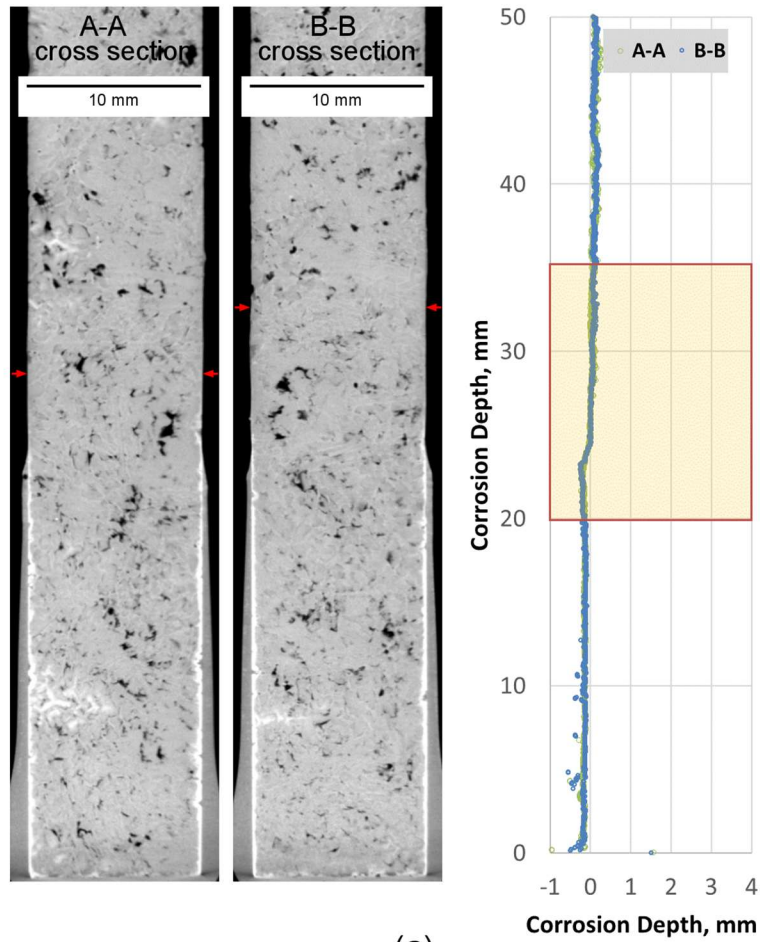 A-A
cross section
10 mm
B-B
cross section
10 mm
A-A B-B
50
40
30
20
10
0
-1 0 1 2 3 4
Corrosion Depth, mm
Corrosion Depth, mm